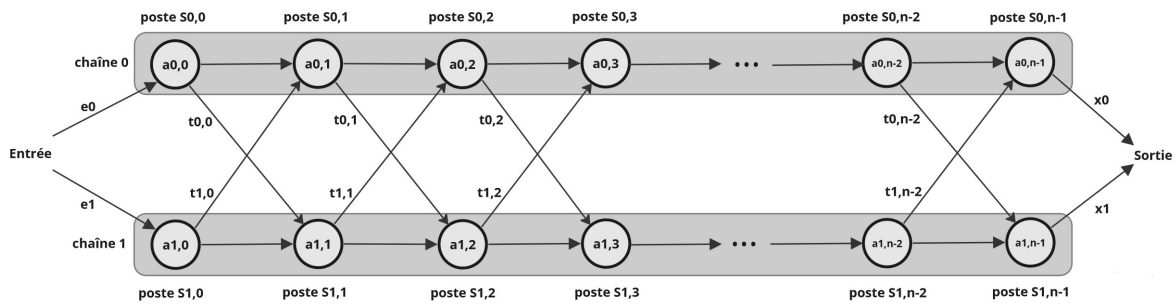 poste S0,0 poste S0,1 poste S0,2 poste S0,3 poste S0,n-2 poste S0,n-1
chaîne 0 a0,0 a0,1 a0,2 a0,3 ... a0,n-2 a0,n-1
e0 x0
t0,0 t0,1 t0,2 t0,n-2
Entrée Sortie
t1,0 t1,1 t1,2 t1,n-2
e1 x1
chaîne 1 a1,0 a1,1 a1,2 a1,3 ... a1,n-2 a1,n-1
poste S1,0 poste S1,1 poste S1,2 poste S1,3 poste S1,n-2 poste S1,n-1